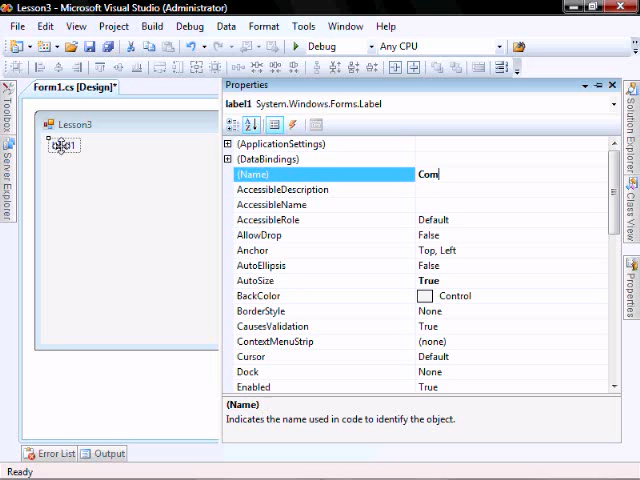 Lesson3 - Microsoft Visual Studio (Administrator)
File Edit View Project Build Debug Data Format Tools Window Help Label
Debug Any CPU
Form1.cs [Design]*
Toolbox
Server Explorer
Lesson3
Properties
label1 System.Windows.Forms.Label
(ApplicationSettings)
(DataBindings)
(Name) Com
AccessibleDescription
AccessibleName
AccessibleRole Default
AllowDrop False
Anchor Top, Left
AutoEllipsis False
AutoSize True
BackColor Control
BorderStyle None
CausesValidation True
ContextMenuStrip (none)
Cursor Default
Dock None
Enabled True
(Name)
Indicates the name used in code to identify the object.
Solution Explorer
Class View
Properties
Error List Output
Ready